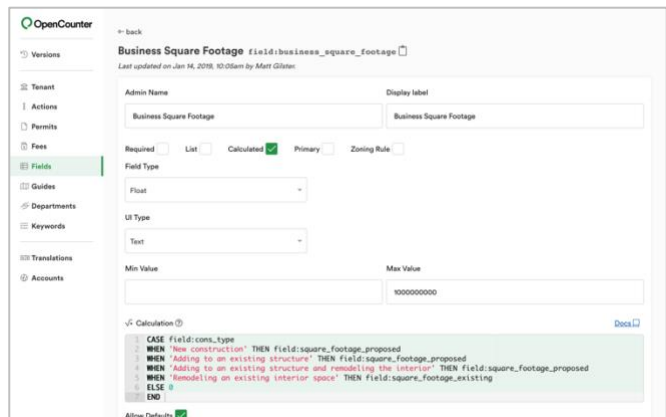 OpenCounter
← back
Business Square Footage field:business_square_footage
Last updated on Jan 14, 2019, 10:05am by Matt Gilster.
Versions
Tenant
Actions
Permits
Fees
Fields
Guides
Departments
Keywords
Translations
Accounts
Admin Name Display label
Business Square Footage Business Square Footage
Required List Calculated Primary Zoning Rule
Field Type
Float
UI Type
Text
Min Value Max Value
1000000000
Calculation Docs
1 CASE field:cons_type
2 WHEN 'New construction' THEN field:square_footage_proposed
3 WHEN 'Adding to an existing structure' THEN field:square_footage_proposed
4 WHEN 'Adding to an existing structure and remodeling the interior' THEN field:square_footage_proposed
5 WHEN 'Remodeling an existing interior space' THEN field:square_footage_existing
6 ELSE 0
7 END
Allow Defaults